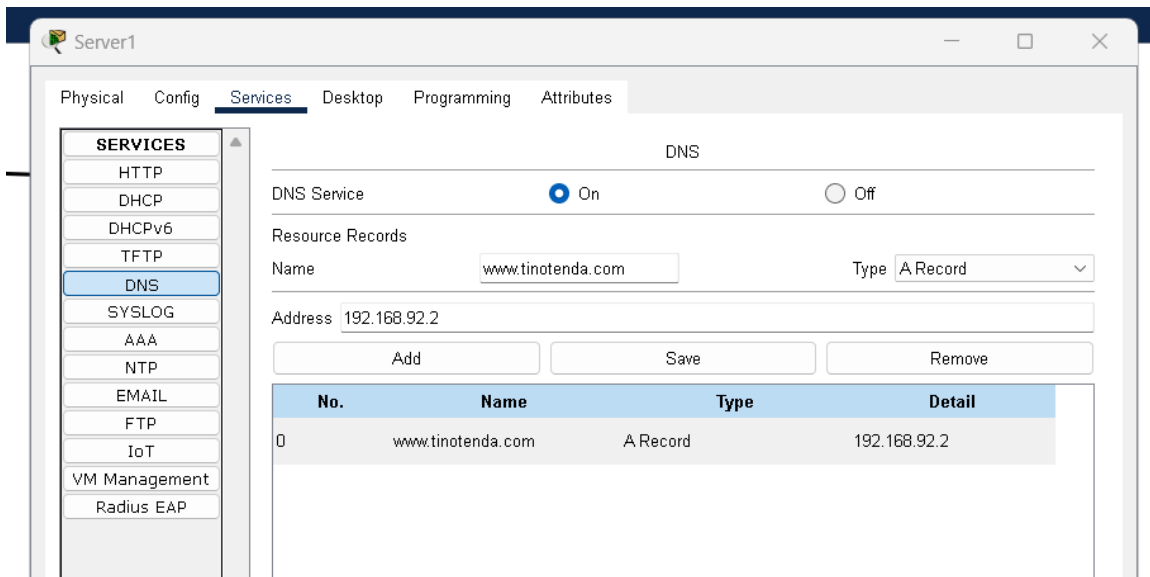 Server1
Physical Config Services Desktop Programming Attributes
SERVICES
HTTP
DHCP
DHCPv6
TFTP
DNS
SYSLOG
AAA
NTP
EMAIL
FTP
IoT
VM Management
Radius EAP
DNS
DNS Service On Off
Resource Records
Name www.tinotenda.com Type A Record
Address 192.168.92.2
Add Save Remove
No. Name Type Detail
0 www.tinotenda.com A Record 192.168.92.2